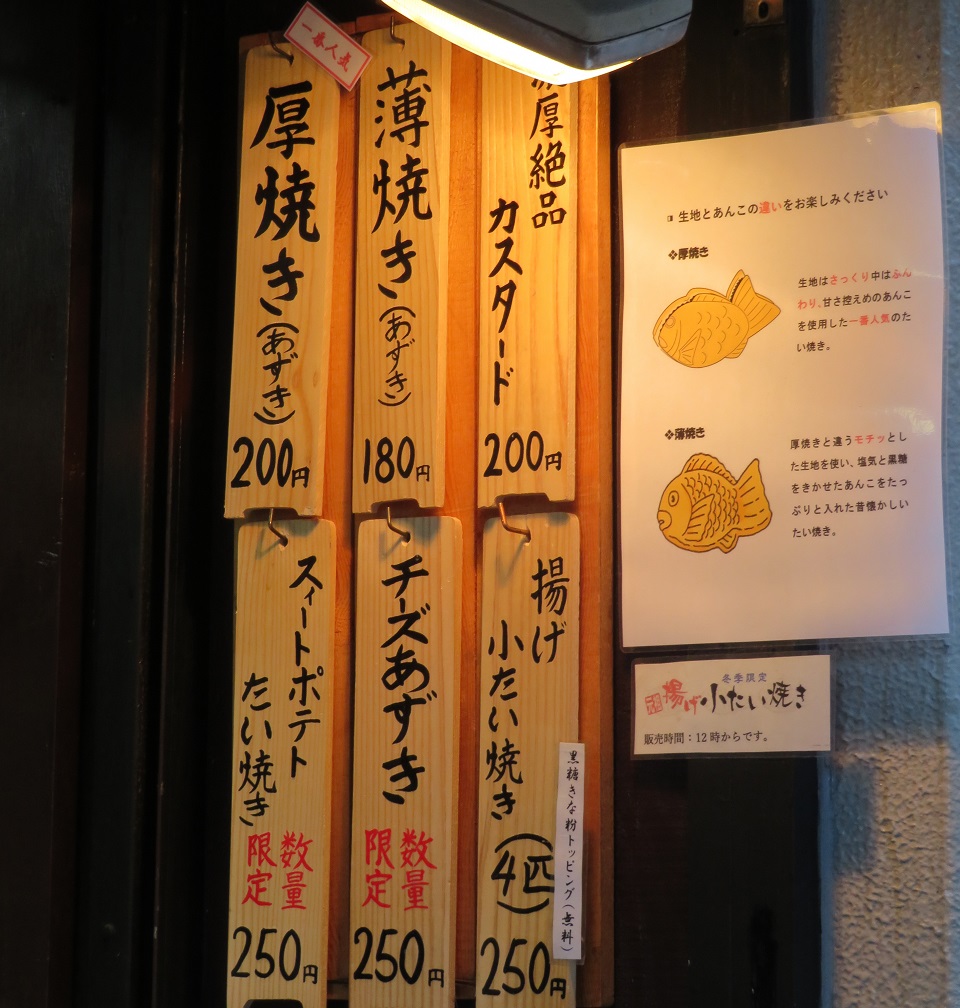 一番人気
厚焼き(あずき)
200円
薄焼き(あずき)
180円
厚絶品
カスタード
200円
スィートポテト
たい焼き
数量
限定
250円
チーズあずき
数量
限定
250円
揚げ
小たい焼き
(4匹)
250円
黒糖きな粉トッピング(無料)
生地とあんこの違いをお楽しみください
❖厚焼き
生地はさっくり中はふん
わり、甘さ控えめのあんこ
を使用した一番人気のた
い焼き。
❖薄焼き
厚焼きと違うモチッとし
た生地を使い、塩気と黒糖
をきかせたあんこをたっ
ぷりと入れた昔懐かしい
たい焼き。
冬季限定
揚げ小たい焼き
販売時間:12時からです。